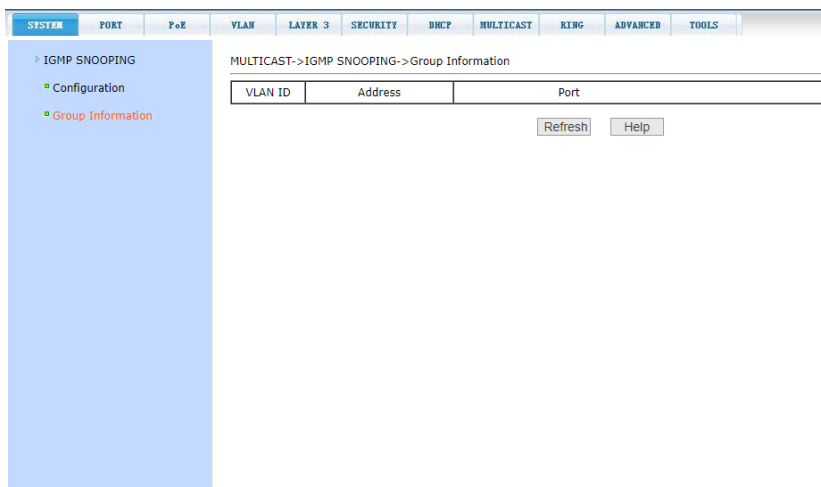 SYSTEM PORT PoE VLAN LAYER 3 SECURITY DHCP MULTICAST RING ADVANCED TOOLS
IGMP SNOOPING
Configuration
Group Information
MULTICAST->IGMP SNOOPING->Group Information
VLAN ID Address Port
Refresh Help